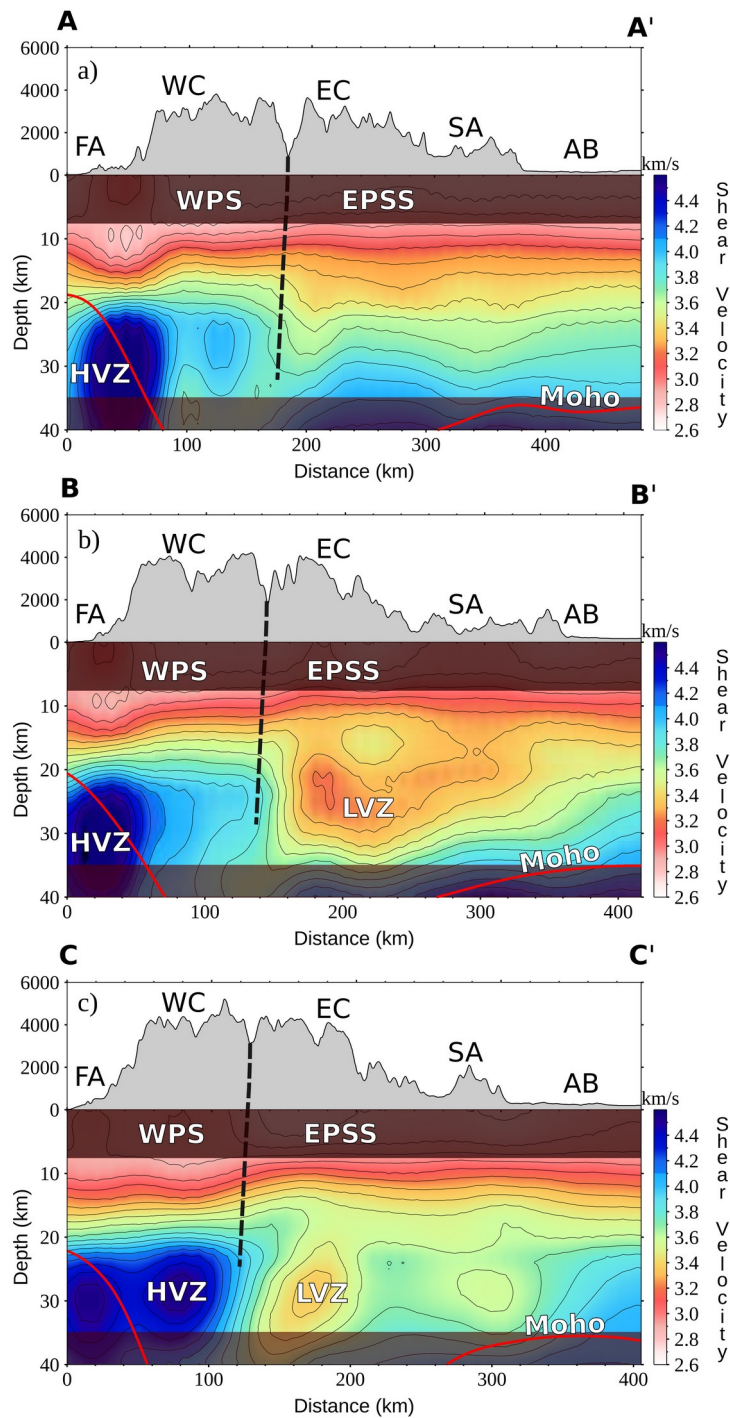 A A'
6000
a)
WC EC
4000
2000
FA SA AB
km/s
0
WPS EPSS
10
20
30
40
Depth (km)
HVZ
Moho
4.4
4.2
4.0
3.8
3.6
3.4
3.2
3.0
2.8
2.6
Shear Velocity
0 100 200 300 400
Distance (km)
B B'
6000
b)
WC EC
4000
2000
FA SA AB
km/s
0
WPS EPSS
10
20
30
40
Depth (km)
HVZ
LVZ
Moho
4.4
4.2
4.0
3.8
3.6
3.4
3.2
3.0
2.8
2.6
Shear Velocity
0 100 200 300 400
Distance (km)
C C'
6000
c)
WC EC
4000
2000
FA SA AB
km/s
0
WPS EPSS
10
20
30
40
Depth (km)
HVZ
LVZ
Moho
4.4
4.2
4.0
3.8
3.6
3.4
3.2
3.0
2.8
2.6
Shear Velocity
0 100 200 300 400
Distance (km)